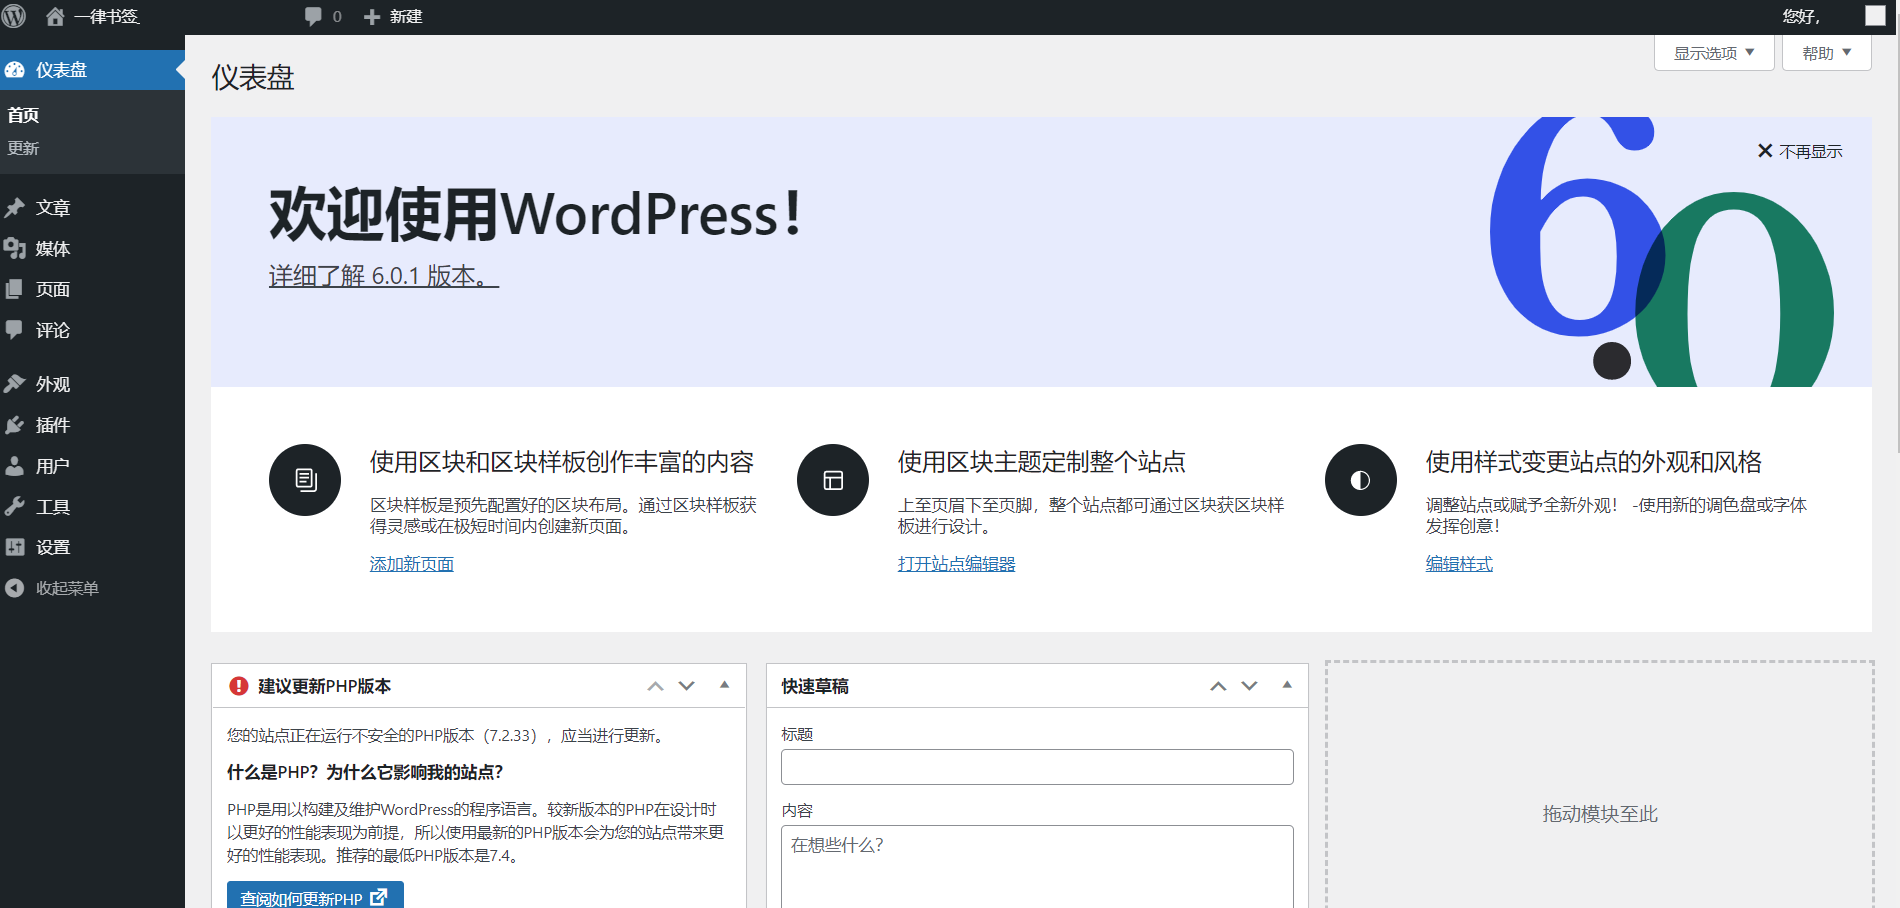 一律书签
0
新建
您好,
仪表盘
首页
更新
文章
媒体
页面
评论
外观
插件
用户
工具
设置
收起菜单
显示选项
帮助
仪表盘
不再显示
欢迎使用WordPress!
详细了解 6.0.1 版本。
60
使用区块和区块样板创作丰富的内容
区块样板是预先配置好的区块布局。通过区块样板获
得灵感或在极短时间内创建新页面。
添加新页面
使用区块主题定制整个站点
上至页眉下至页脚，整个站点都可通过区块获区块样
板进行设计。
打开站点编辑器
使用样式变更站点的外观和风格
调整站点或赋予全新外观！ -使用新的调色盘或字体
发挥创意！
编辑样式
建议更新PHP版本
您的站点正在运行不安全的PHP版本（7.2.33），应当进行更新。
什么是PHP？为什么它影响我的站点？
PHP是用以构建及维护WordPress的程序语言。较新版本的PHP在设计时
以更好的性能表现为前提，所以使用最新的PHP版本会为您的站点带来更
好的性能表现。推荐的最低PHP版本是7.4。
查阅如何更新PHP
快速草稿
标题
内容
在想些什么？
拖动模块至此